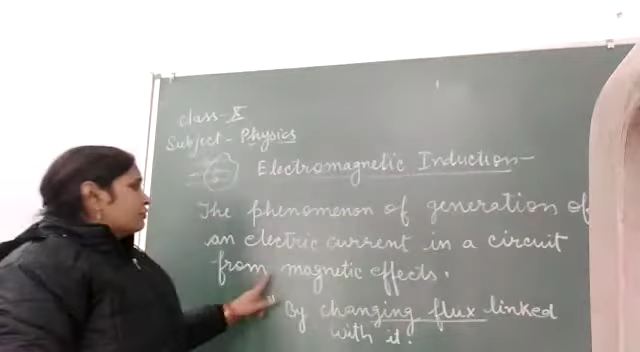 Class-X
Subject - Physics
Electromagnetic Induction-
The phenomenon of generation of
an electric current in a circuit
from magnetic effects.
" By changing flux linked
with it.